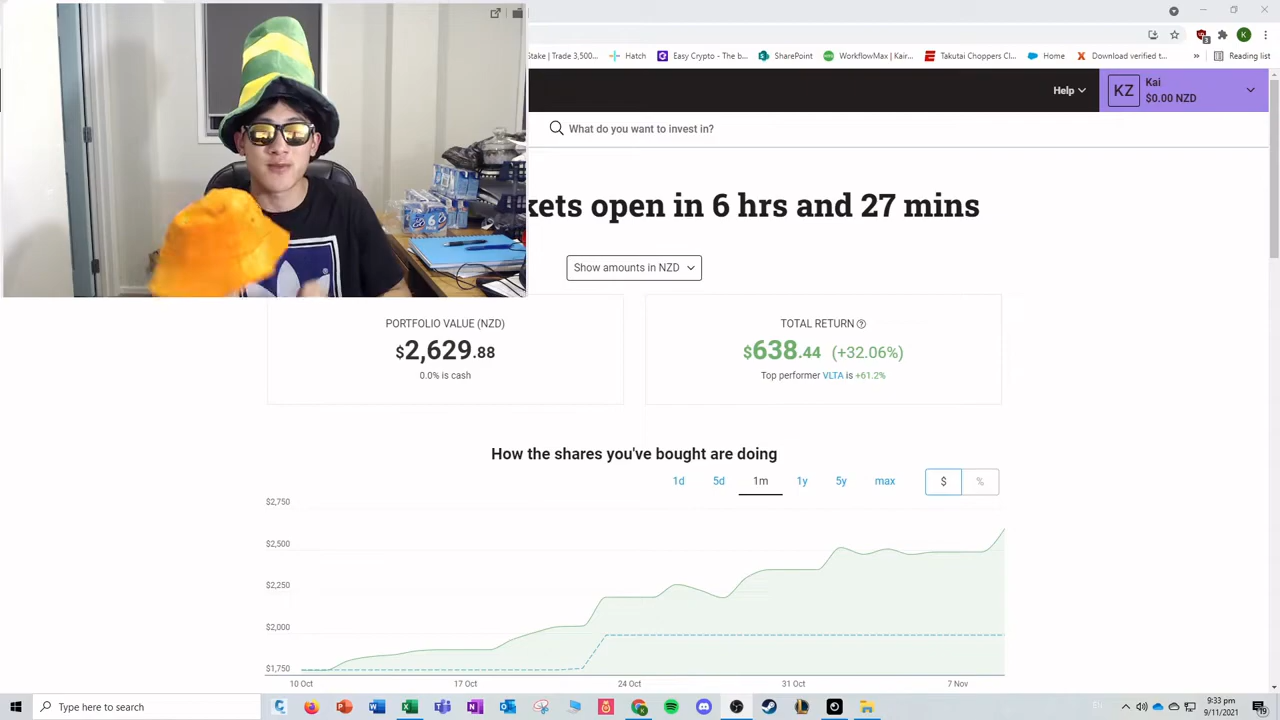 Stake | Trade 3,500...
Hatch
Easy Crypto - The b...
SharePoint
WorkflowMax | Kair...
Takutai Choppers Cl...
Home
Download verified t...
»
Reading list
K
Help
KZ
Kai
$0.00 NZD
What do you want to invest in?
kets open in 6 hrs and 27 mins
Show amounts in NZD
PORTFOLIO VALUE (NZD)
$2,629.88
0.0% is cash
TOTAL RETURN
$638.44 (+32.06%)
Top performer VLTA is +61.2%
How the shares you've bought are doing
1d 5d 1m 1y 5y max $ %
$2,750
$2,500
$2,250
$2,000
$1,750
10 Oct 17 Oct 24 Oct 31 Oct 7 Nov
Type here to search
9:33 pm
9/11/2021
19